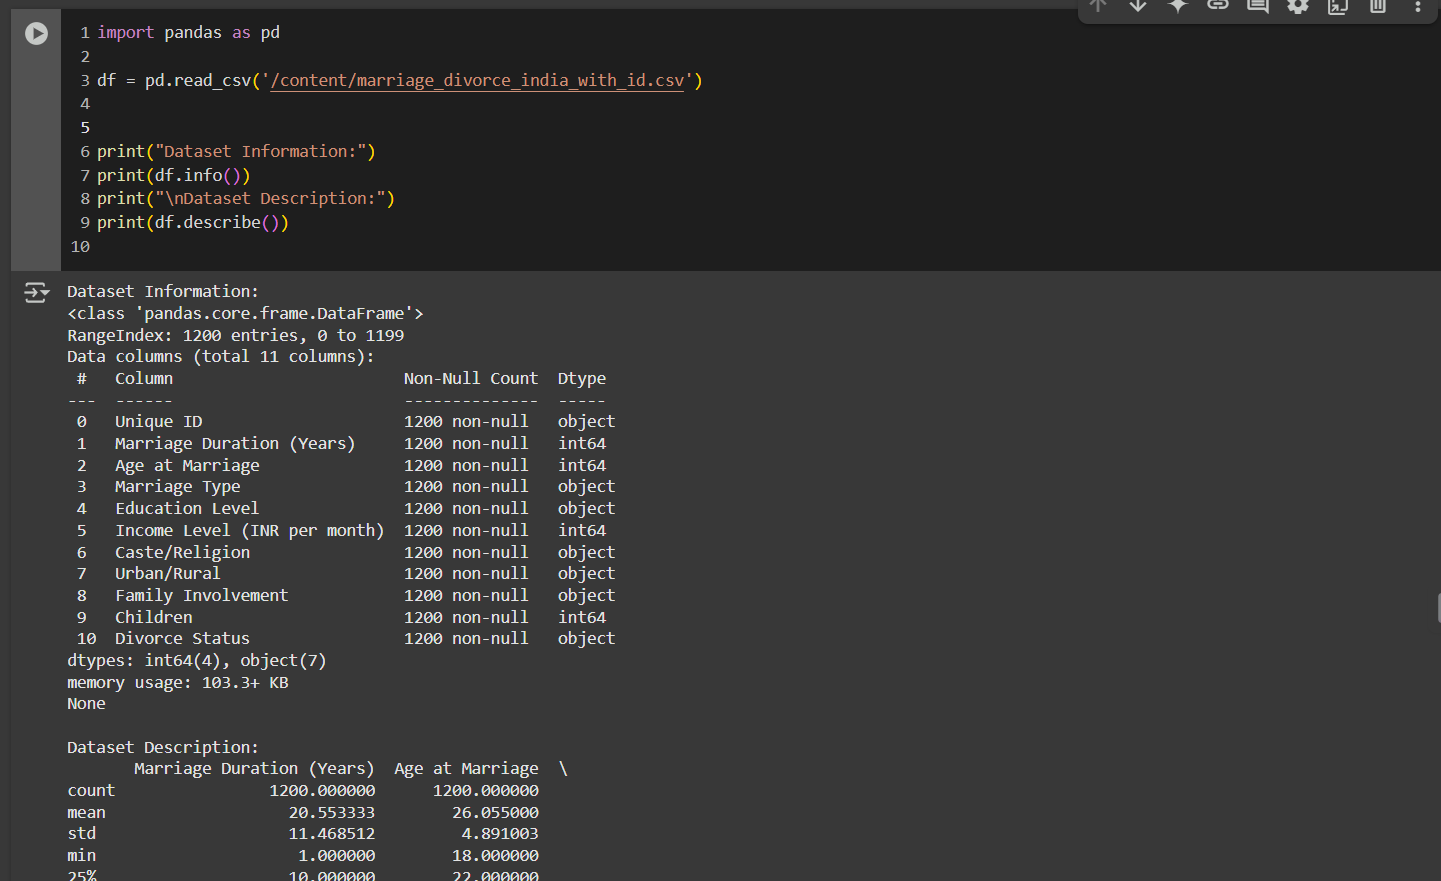 1 import pandas as pd
2
3 df = pd.read_csv('/content/marriage_divorce_india_with_id.csv')
4
5
6 print("Dataset Information:")
7 print(df.info())
8 print("\nDataset Description:")
9 print(df.describe())
10
Dataset Information:
<class 'pandas.core.frame.DataFrame'>
RangeIndex: 1200 entries, 0 to 1199
Data columns (total 11 columns):
 #   Column                        Non-Null Count  Dtype
---  ------                        --------------  -----
 0   Unique ID                     1200 non-null   object
 1   Marriage Duration (Years)     1200 non-null   int64
 2   Age at Marriage               1200 non-null   int64
 3   Marriage Type                 1200 non-null   object
 4   Education Level               1200 non-null   object
 5   Income Level (INR per month)  1200 non-null   int64
 6   Caste/Religion                1200 non-null   object
 7   Urban/Rural                   1200 non-null   object
 8   Family Involvement            1200 non-null   object
 9   Children                      1200 non-null   int64
 10  Divorce Status                1200 non-null   object
dtypes: int64(4), object(7)
memory usage: 103.3+ KB
None
Dataset Description:
       Marriage Duration (Years)  Age at Marriage  \
count                1200.000000      1200.000000
mean                   20.553333        26.055000
std                    11.468512         4.891003
min                     1.000000        18.000000
25%                    10.000000        22.000000